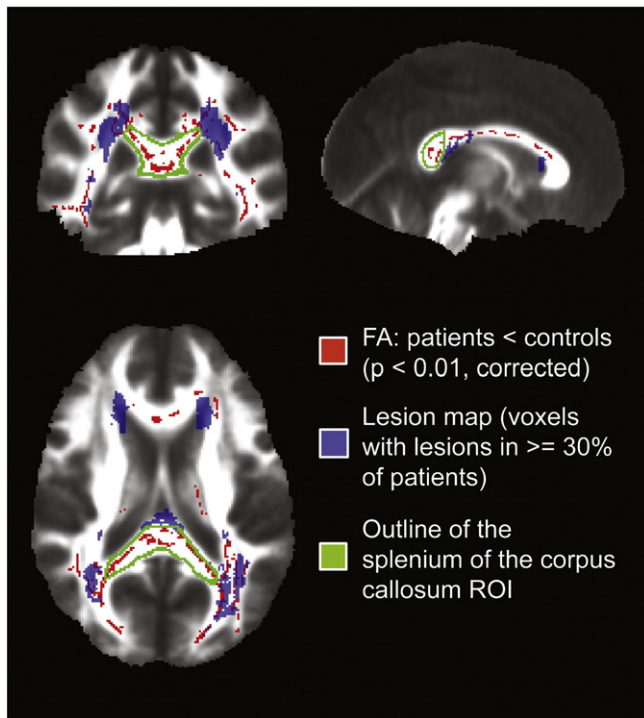 FA: patients < controls
(p < 0.01, corrected)
Lesion map (voxels
with lesions in >= 30%
of patients)
Outline of the
splenium of the corpus
callosum ROI